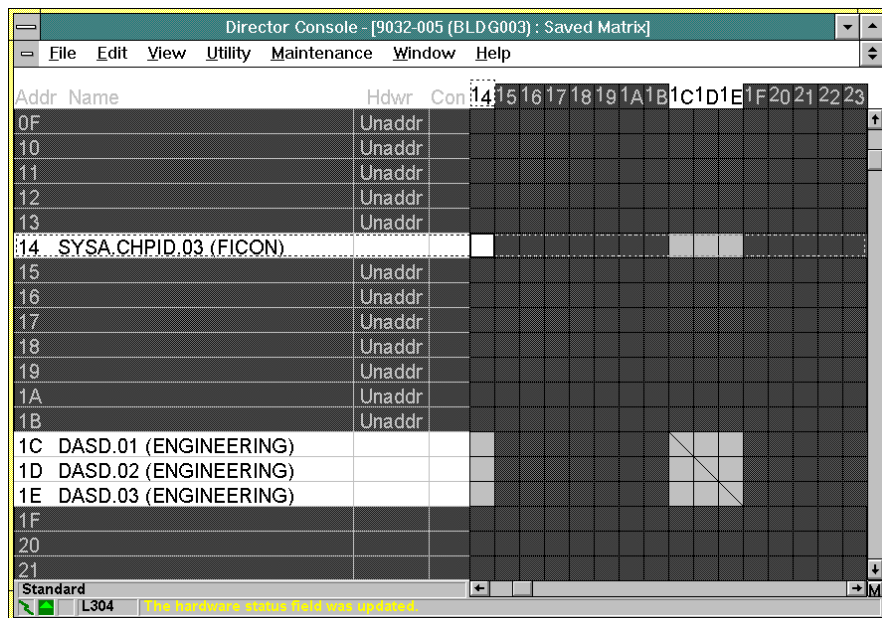 Director Console - [9032-005 (BLDG003) : Saved Matrix]
File Edit View Utility Maintenance Window Help
Addr Name Hdwr Con 14 15 16 17 18 19 1A 1B 1C 1D 1E 1F 20 21 22 23
0F Unaddr
10 Unaddr
11 Unaddr
12 Unaddr
13 Unaddr
14 SYSA.CHPID.03 (FICON)
15 Unaddr
16 Unaddr
17 Unaddr
18 Unaddr
19 Unaddr
1A Unaddr
1B Unaddr
1C DASD.01 (ENGINEERING)
1D DASD.02 (ENGINEERING)
1E DASD.03 (ENGINEERING)
1F
20
21
Standard M
L304 The hardware status field was updated.